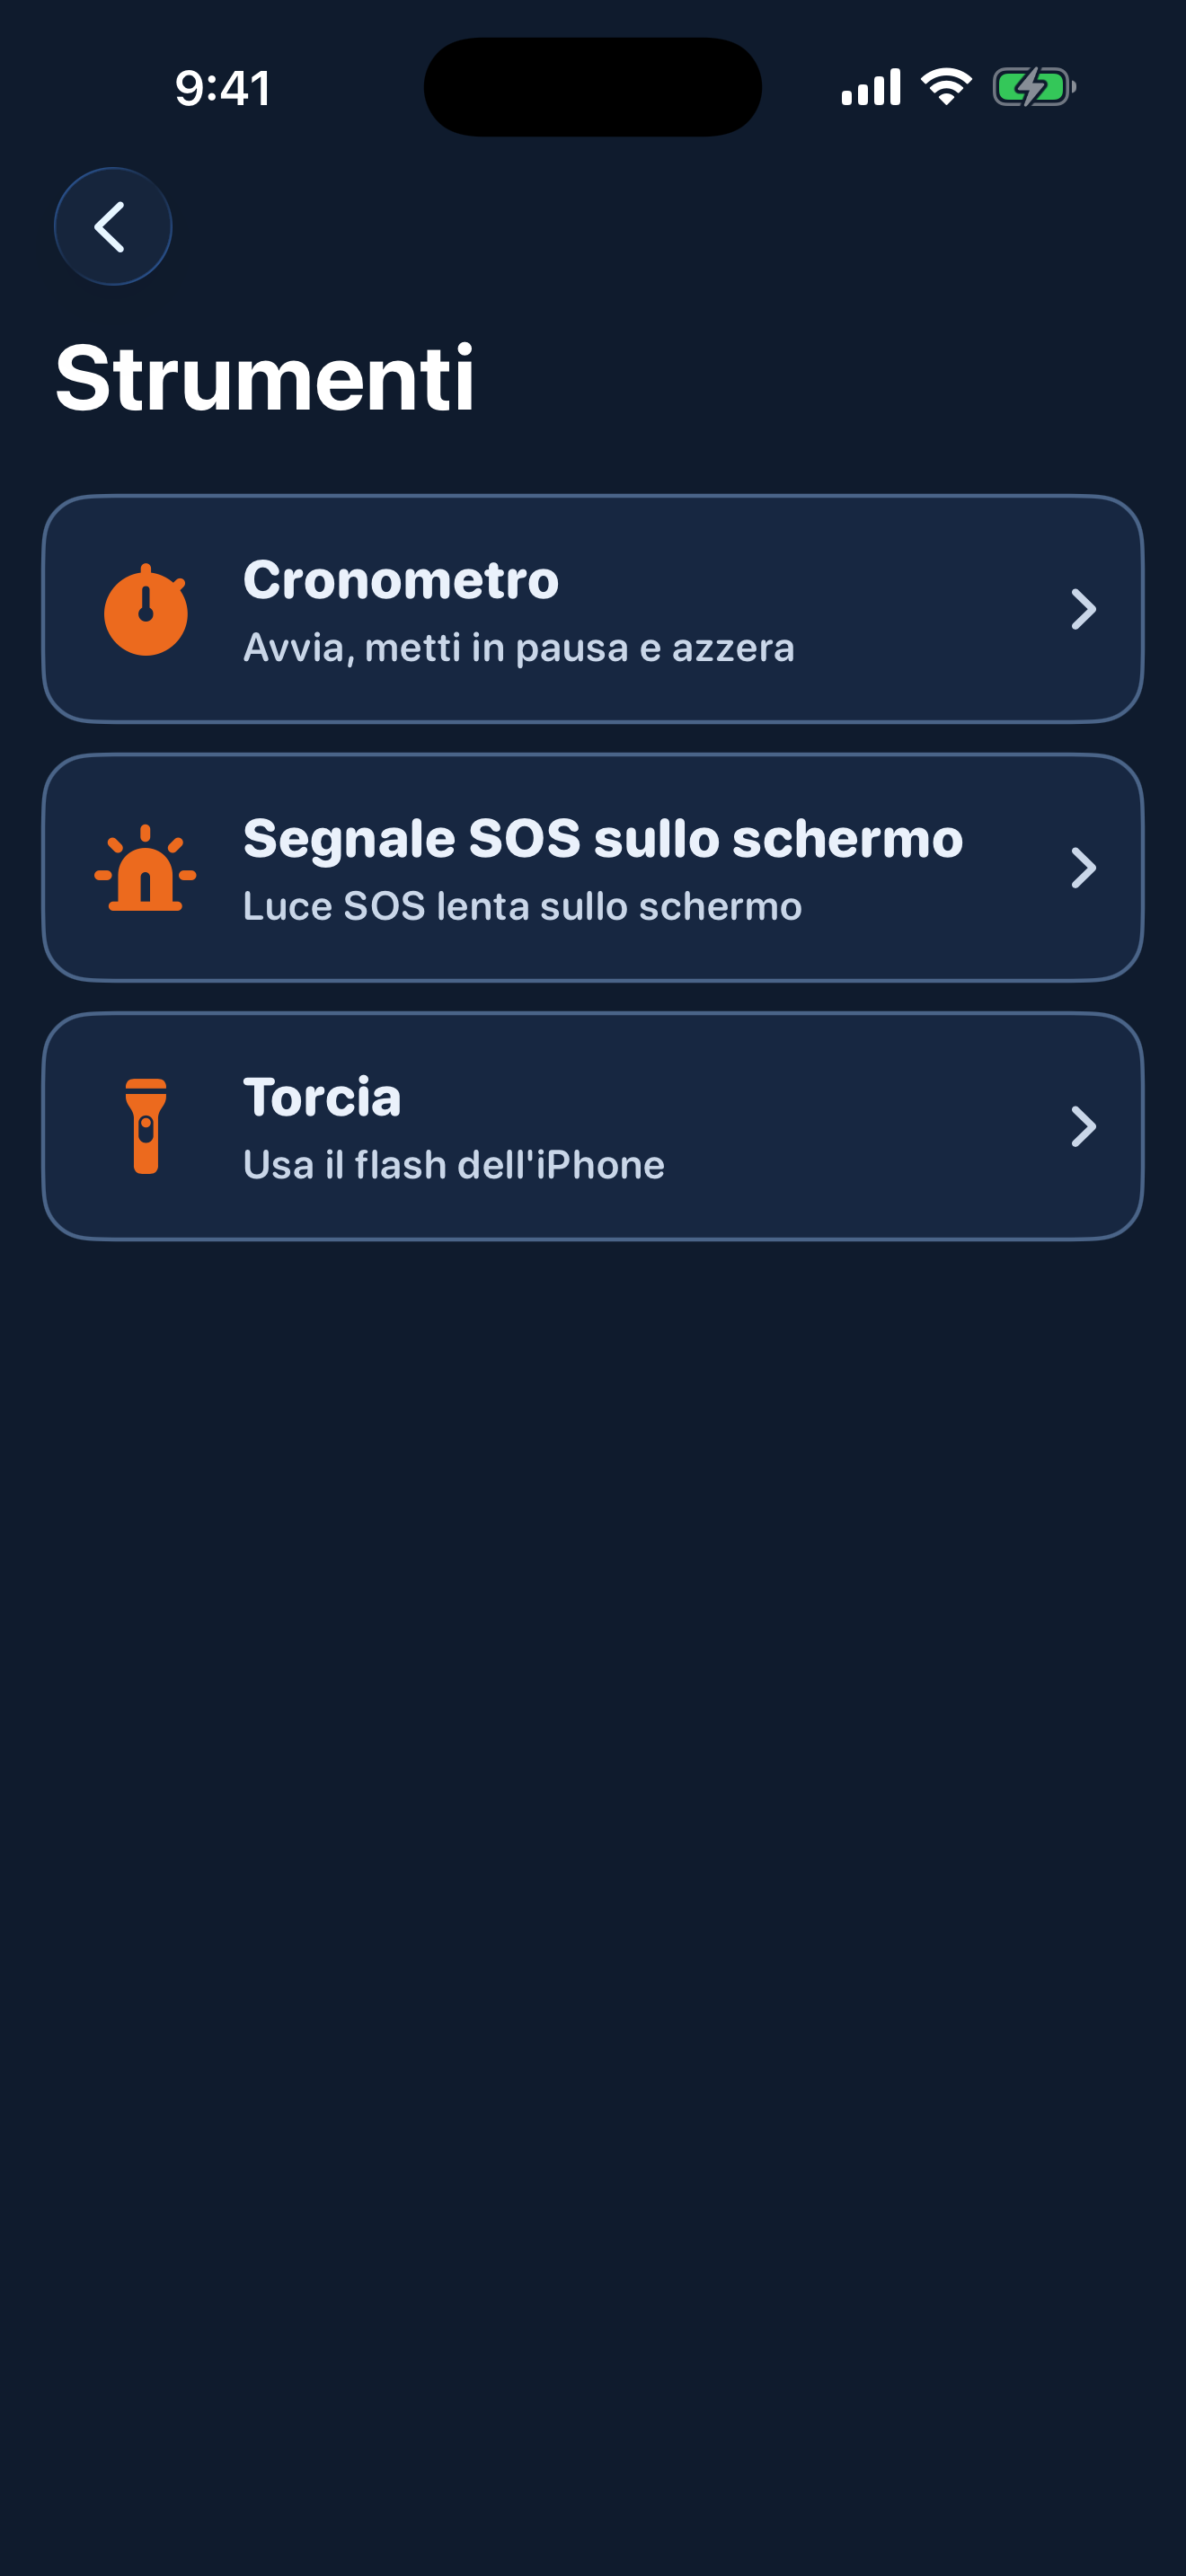 9:41
Strumenti
Cronometro
Avvia, metti in pausa e azzera
Segnale SOS sullo schermo
Luce SOS lenta sullo schermo
Torcia
Usa il flash dell'iPhone